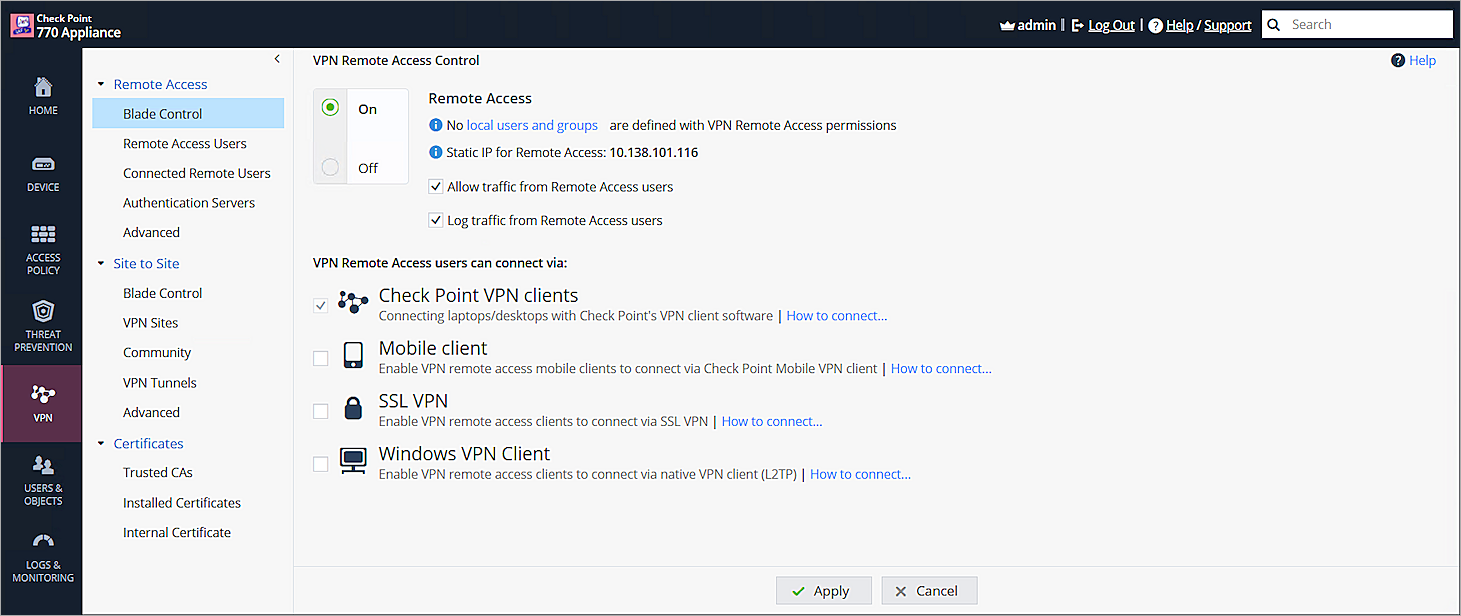 Check Point
770 Appliance
admin | Log Out | Help / Support
Search
HOME
DEVICE
ACCESS
POLICY
THREAT
PREVENTION
VPN
USERS &
OBJECTS
LOGS &
MONITORING
Remote Access
Blade Control
Remote Access Users
Connected Remote Users
Authentication Servers
Advanced
Site to Site
Blade Control
VPN Sites
Community
VPN Tunnels
Advanced
Certificates
Trusted CAs
Installed Certificates
Internal Certificate
VPN Remote Access Control
Help
On
Off
Remote Access
No local users and groups are defined with VPN Remote Access permissions
Static IP for Remote Access: 10.138.101.116
Allow traffic from Remote Access users
Log traffic from Remote Access users
VPN Remote Access users can connect via:
Check Point VPN clients
Connecting laptops/desktops with Check Point's VPN client software | How to connect...
Mobile client
Enable VPN remote access mobile clients to connect via Check Point Mobile VPN client | How to connect...
SSL VPN
Enable VPN remote access clients to connect via SSL VPN | How to connect...
Windows VPN Client
Enable VPN remote access clients to connect via native VPN client (L2TP) | How to connect...
Apply
Cancel